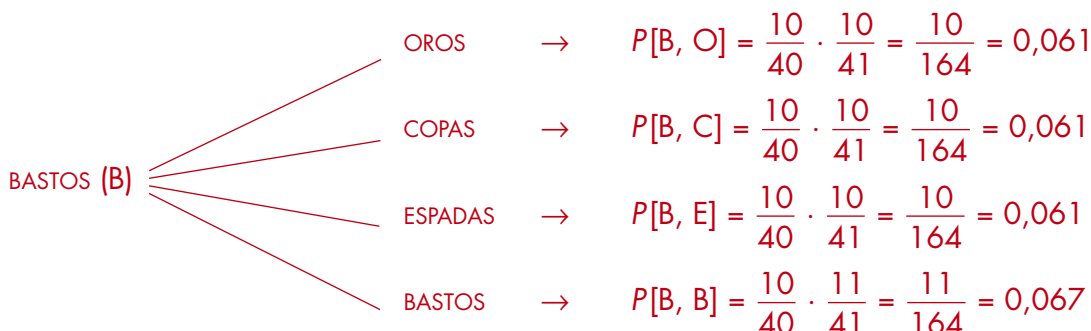 OROS → P[B, O] = 10/40 · 10/41 = 10/164 = 0,061
COPAS → P[B, C] = 10/40 · 10/41 = 10/164 = 0,061
BASTOS (B)
ESPADAS → P[B, E] = 10/40 · 10/41 = 10/164 = 0,061
BASTOS → P[B, B] = 10/40 · 11/41 = 11/164 = 0,067